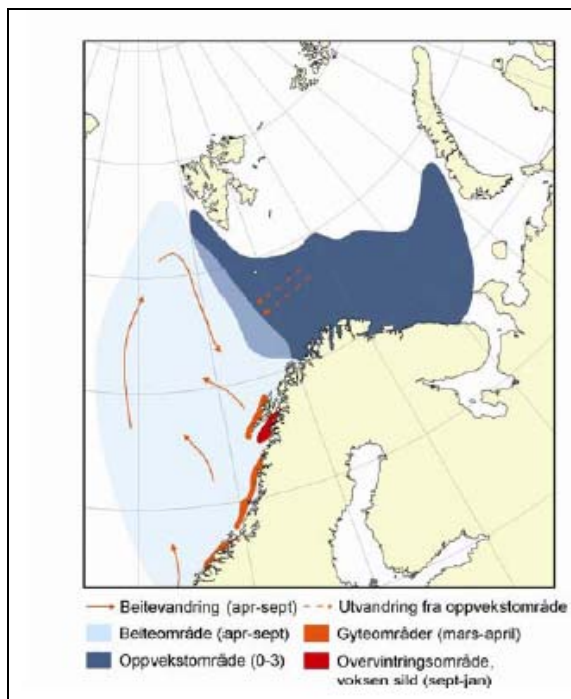 Beitevandring (apr-sept)
Utvandring fra oppvekstområde
Beiteområde (apr-sept)
Gyteområder (mars-april)
Oppvekstområde (0-3)
Overvintringsområde,
voksen sild (sept-jan)